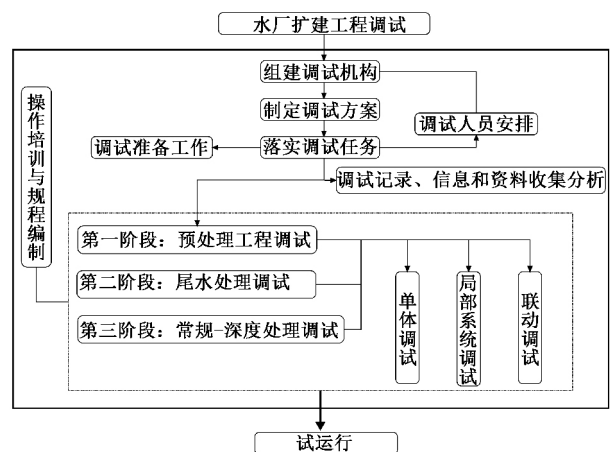 水厂扩建工程调试
组建调试机构
制定调试方案
调试人员安排
调试准备工作
落实调试任务
调试记录、信息和资料收集分析
操作培训与规程编制
第一阶段：预处理工程调试
第二阶段：尾水处理调试
第三阶段：常规-深度处理调试
单体调试
局部系统调试
联动调试
试运行